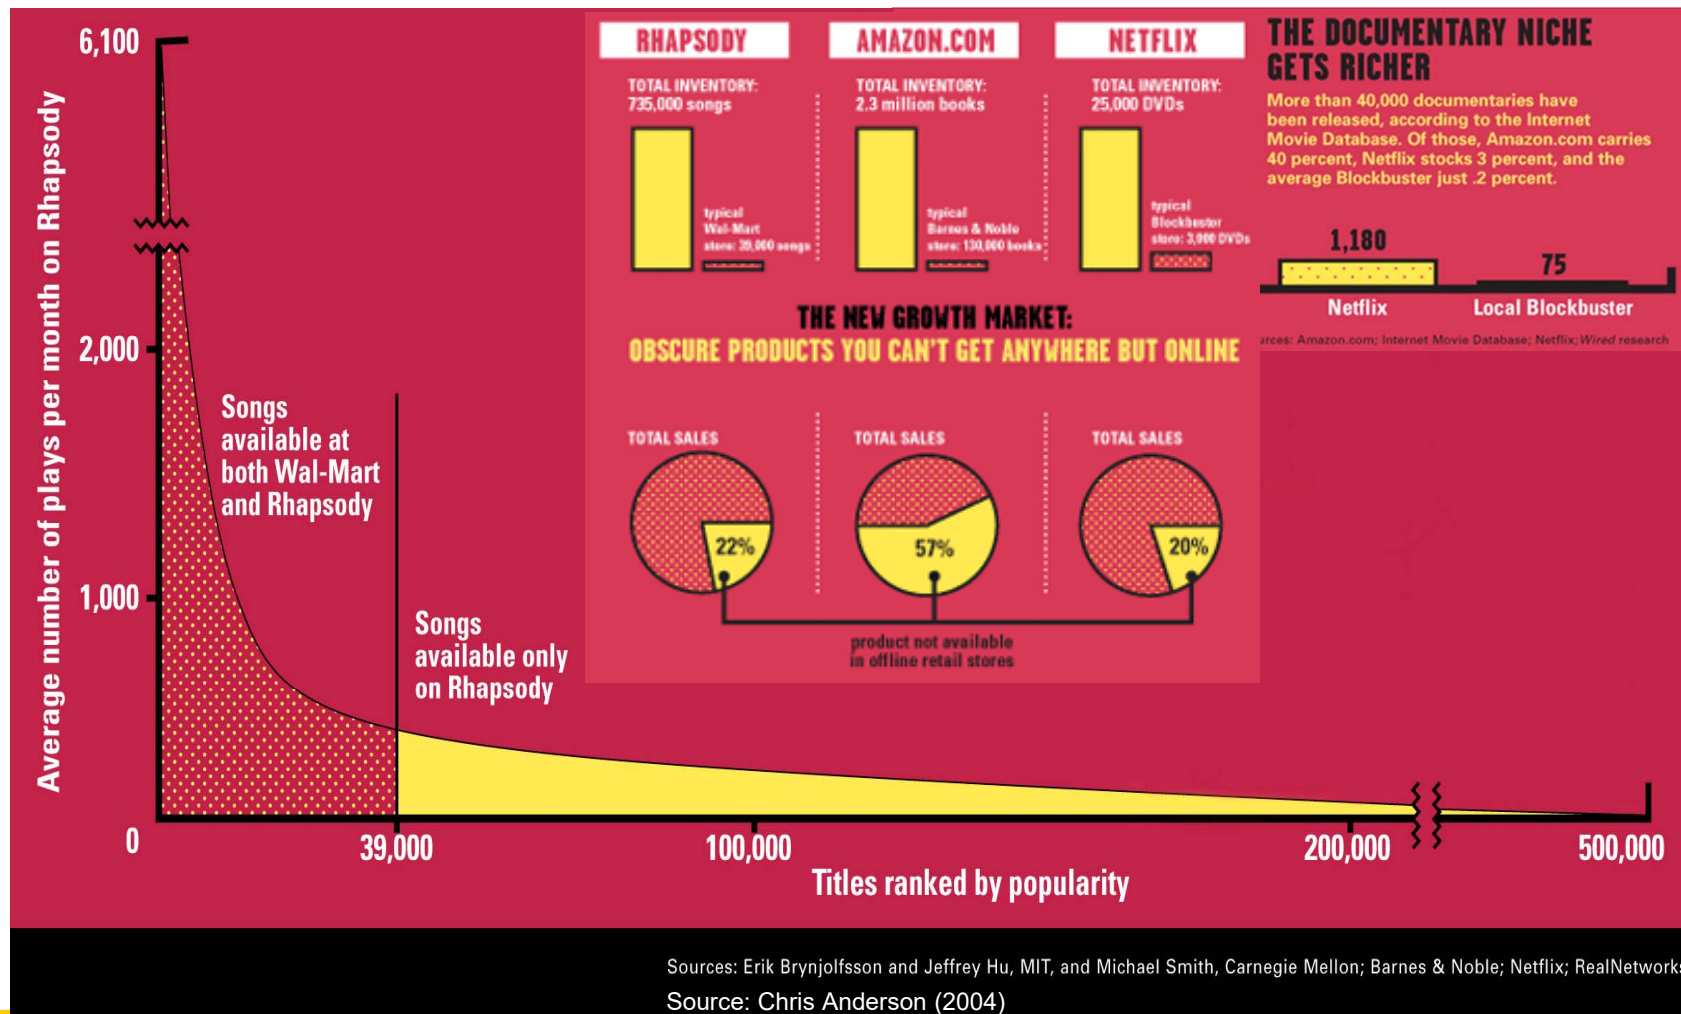 6,100
2,000
1,000
0
Average number of plays per month on Rhapsody
Songs
available at
both Wal-Mart
and Rhapsody
Songs
available only
on Rhapsody
39,000
100,000
200,000
500,000
Titles ranked by popularity
RHAPSODY
TOTAL INVENTORY:
735,000 songs
typical
Wal-Mart
store: 39,000 songs
AMAZON.COM
TOTAL INVENTORY:
2.3 million books
typical
Barnes & Noble
store: 130,000 books
NETFLIX
TOTAL INVENTORY:
25,000 DVDs
typical
Blockbuster
store: 3,000 DVDs
THE NEW GROWTH MARKET:
OBSCURE PRODUCTS YOU CAN'T GET ANYWHERE BUT ONLINE
TOTAL SALES
22%
TOTAL SALES
57%
TOTAL SALES
20%
product not available
in offline retail stores
THE DOCUMENTARY NICHE
GETS RICHER
More than 40,000 documentaries have
been released, according to the Internet
Movie Database. Of those, Amazon.com carries
40 percent, Netflix stocks 3 percent, and the
average Blockbuster just .2 percent.
1,180
Netflix
75
Local Blockbuster
urces: Amazon.com; Internet Movie Database; Netflix; Wired research
Sources: Erik Brynjolfsson and Jeffrey Hu, MIT, and Michael Smith, Carnegie Mellon; Barnes & Noble; Netflix; RealNetworks
Source: Chris Anderson (2004)